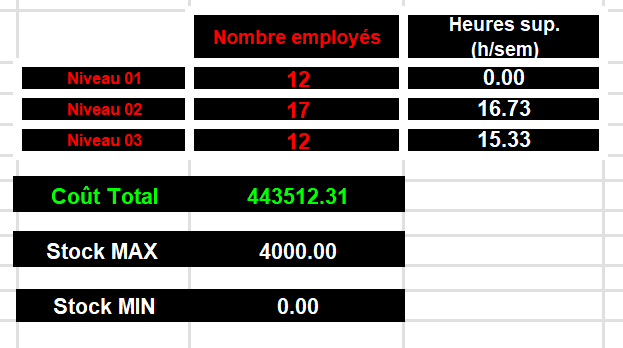 Nombre employés
Heures sup.
(h/sem)
Niveau 01 12 0.00
Niveau 02 17 16.73
Niveau 03 12 15.33
Coût Total 443512.31
Stock MAX 4000.00
Stock MIN 0.00